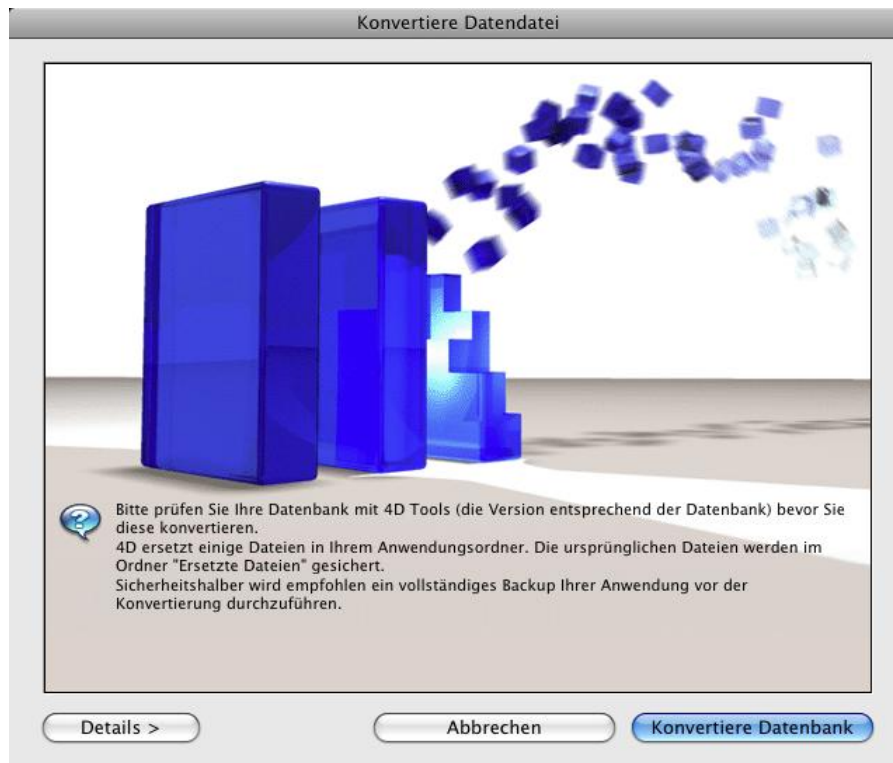 Konvertiere Datendatei
Bitte prüfen Sie Ihre Datenbank mit 4D Tools (die Version entsprechend der Datenbank) bevor Sie
diese konvertieren.
4D ersetzt einige Dateien in Ihrem Anwendungsordner. Die ursprünglichen Dateien werden im
Ordner "Ersetzte Dateien" gesichert.
Sicherheitshalber wird empfohlen ein vollständiges Backup Ihrer Anwendung vor der
Konvertierung durchzuführen.
Details >
Abbrechen
Konvertiere Datenbank